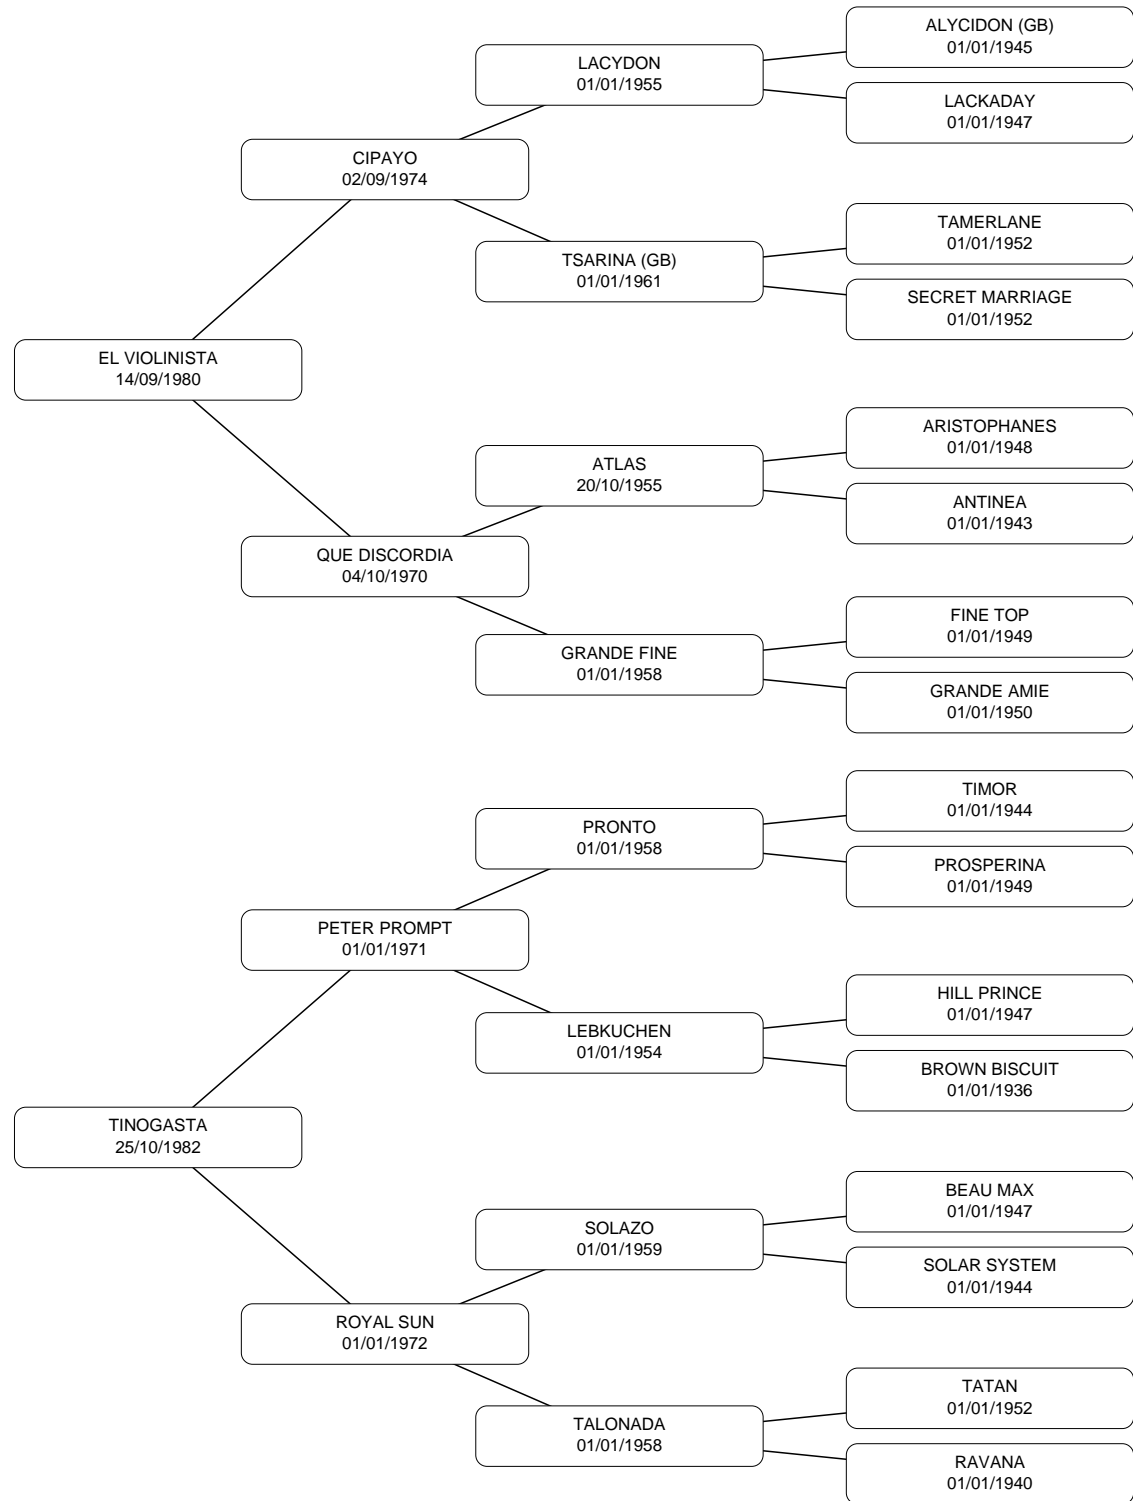 ALYCIDON (GB)
01/01/1945
LACYDON
01/01/1955
LACKADAY
01/01/1947
CIPAYO
02/09/1974
TAMERLANE
01/01/1952
TSARINA (GB)
01/01/1961
SECRET MARRIAGE
01/01/1952
EL VIOLINISTA
14/09/1980
ARISTOPHANES
01/01/1948
ATLAS
20/10/1955
ANTINEA
01/01/1943
QUE DISCORDIA
04/10/1970
FINE TOP
01/01/1949
GRANDE FINE
01/01/1958
GRANDE AMIE
01/01/1950
TIMOR
01/01/1944
PRONTO
01/01/1958
PROSPERINA
01/01/1949
PETER PROMPT
01/01/1971
HILL PRINCE
01/01/1947
LEBKUCHEN
01/01/1954
BROWN BISCUIT
01/01/1936
TINOGASTA
25/10/1982
BEAU MAX
01/01/1947
SOLAZO
01/01/1959
SOLAR SYSTEM
01/01/1944
ROYAL SUN
01/01/1972
TATAN
01/01/1952
TALONADA
01/01/1958
RAVANA
01/01/1940